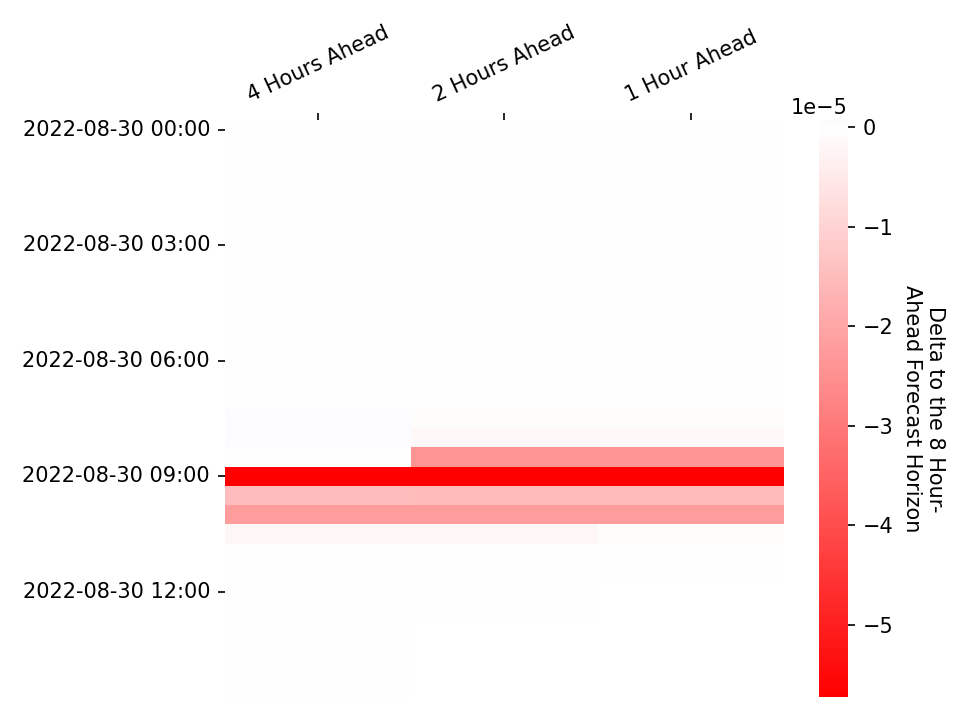 4 Hours Ahead
2 Hours Ahead
1 Hour Ahead
1e−5
2022-08-30 00:00
2022-08-30 03:00
2022-08-30 06:00
2022-08-30 09:00
2022-08-30 12:00
0
−1
−2
−3
−4
−5
Delta to the 8 Hour-
Ahead Forecast Horizon